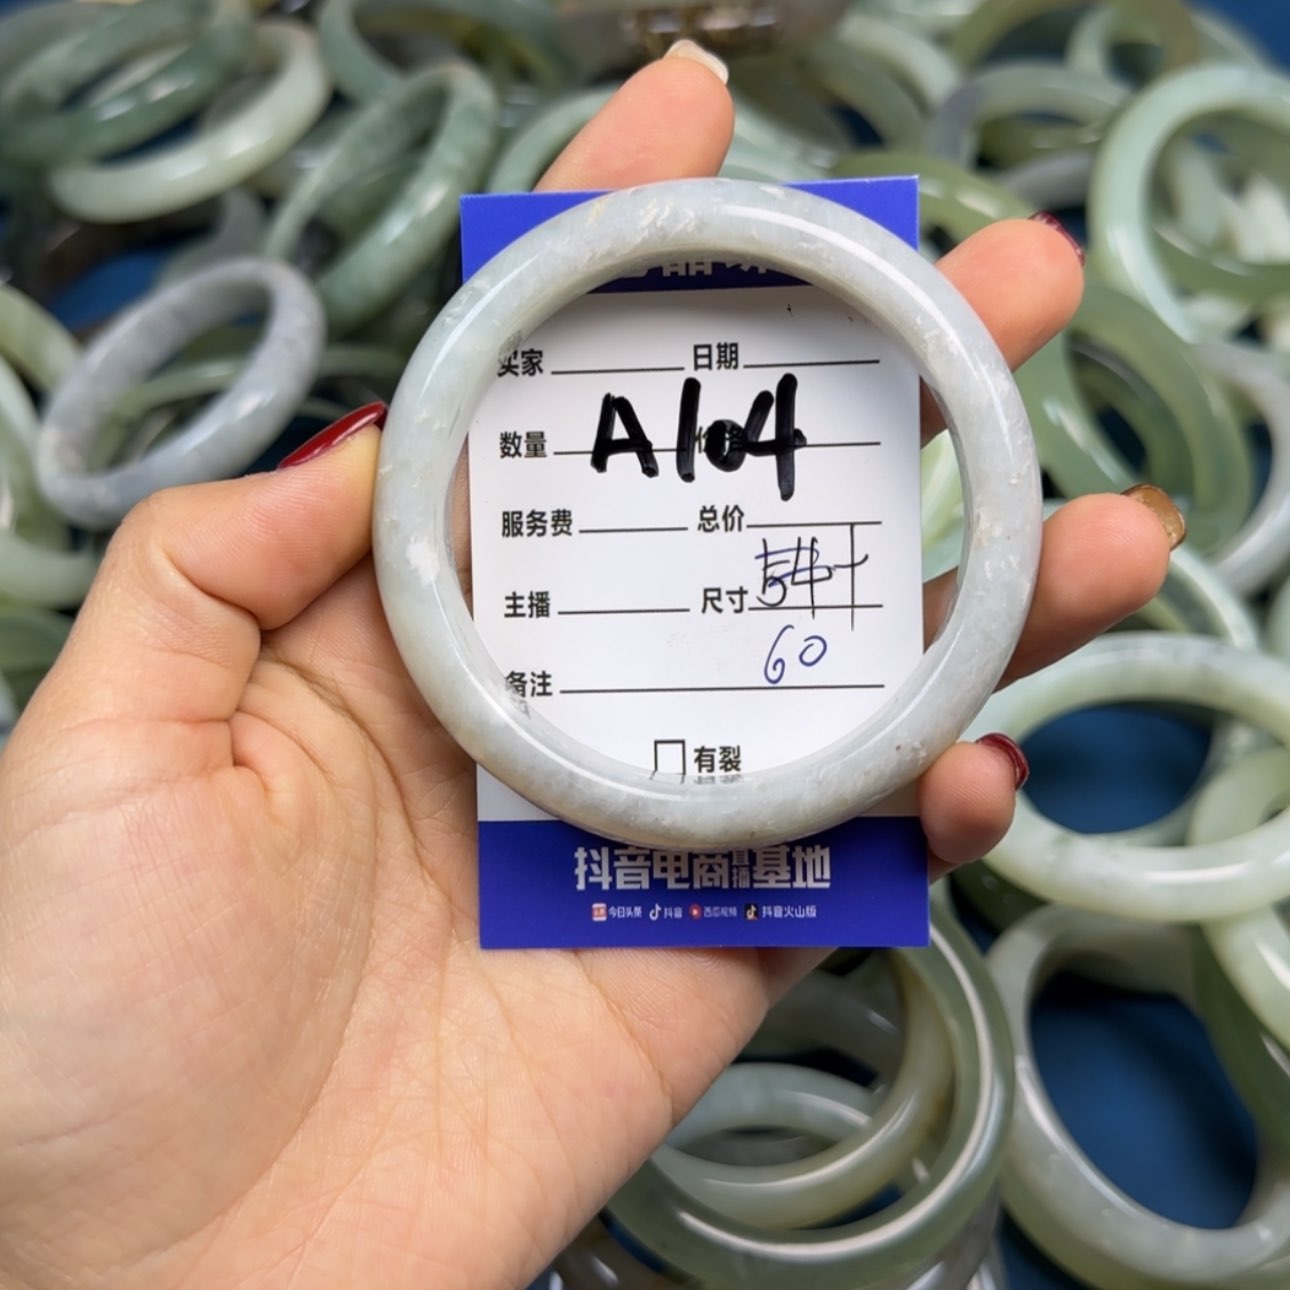 买家 日期
数量 A104
服务费 总价
主播 尺寸
60
备注
有裂
抖音电商直播基地
今日头条 抖音 西瓜视频 抖音火山版